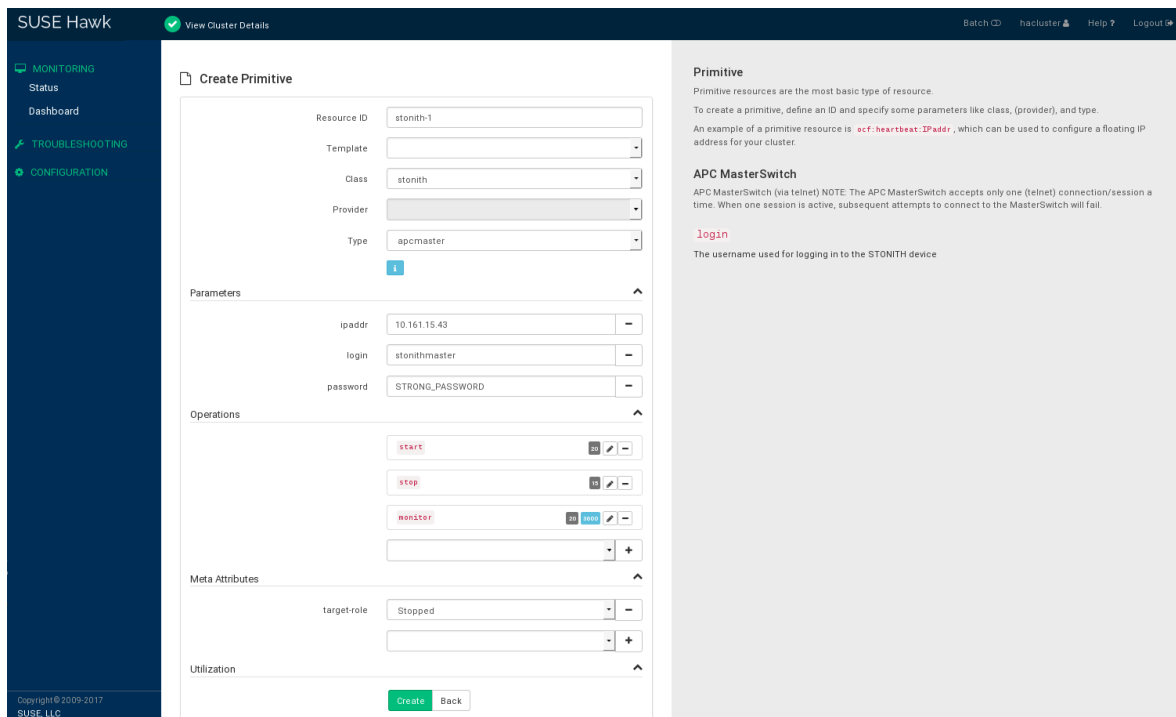 SUSE Hawk
View Cluster Details
Batch
hacluster
Help ?
Logout
MONITORING
Status
Dashboard
TROUBLESHOOTING
CONFIGURATION
Copyright © 2009-2017
SUSE, LLC
Create Primitive
Resource ID stonith-1
Template
Class stonith
Provider
Type apcmaster
i
Parameters
ipaddr 10.161.15.43
login stonithmaster
password STRONG_PASSWORD
Operations
start 20
stop 15
monitor 20 3600
Meta Attributes
target-role Stopped
Utilization
Create Back
Primitive
Primitive resources are the most basic type of resource.
To create a primitive, define an ID and specify some parameters like class, (provider), and type.
An example of a primitive resource is ocf:heartbeat:IPaddr, which can be used to configure a floating IP
address for your cluster.
APC MasterSwitch
APC MasterSwitch (via telnet) NOTE: The APC MasterSwitch accepts only one (telnet) connection/session a
time. When one session is active, subsequent attempts to connect to the MasterSwitch will fail.
login
The username used for logging in to the STONITH device